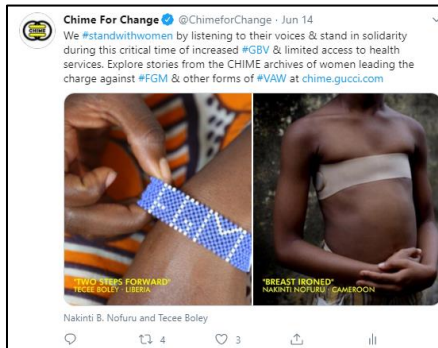 Chime For Change @ChimeforChange · Jun 14
We #standwithwomen by listening to their voices & stand in solidarity
during this critical time of increased #GBV & limited access to health
services. Explore stories from the CHIME archives of women leading the
charge against #FGM & other forms of #VAW at chime.gucci.com
"TWO STEPS FORWARD"
TECEE BOLEY - LIBERIA
"BREAST IRONED"
NAKINTI NOFURU - CAMEROON
Nakinti B. Nofuru and Tecee Boley
4
3